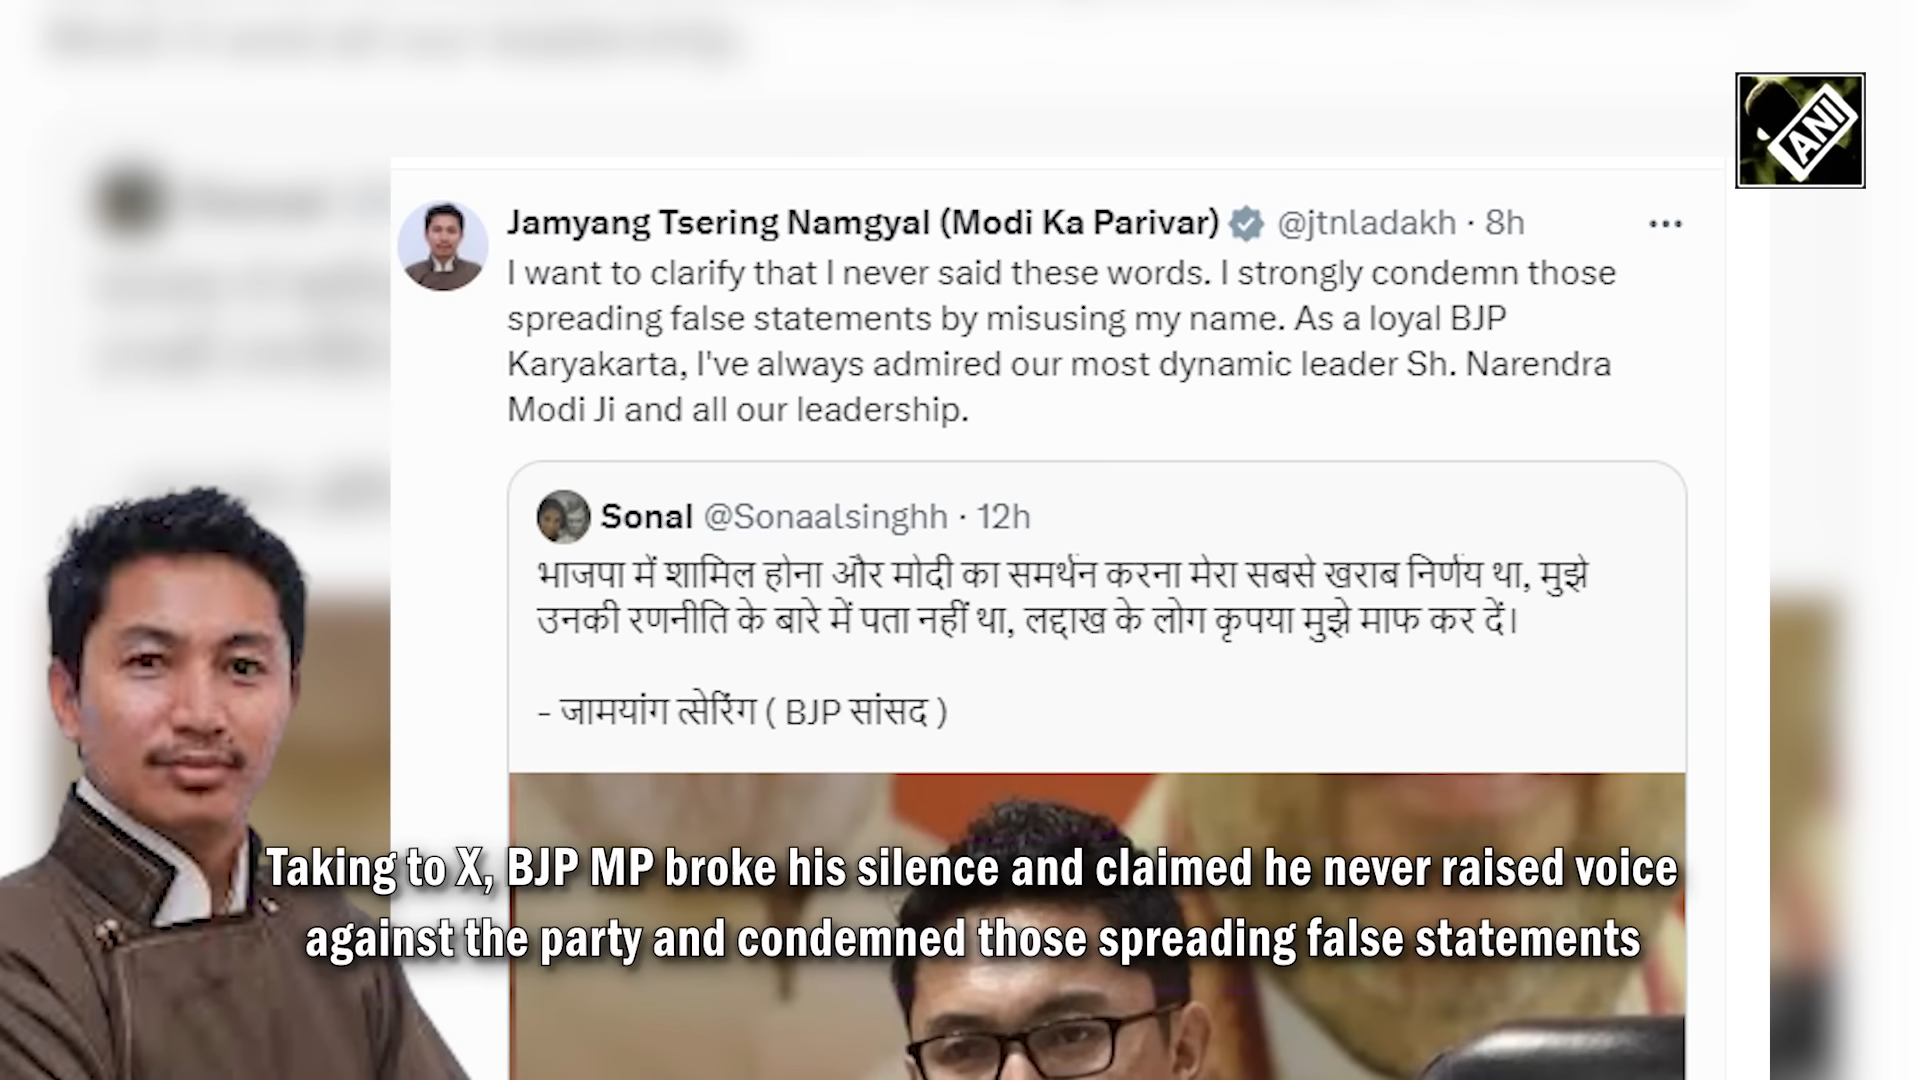 ANI
Jamyang Tsering Namgyal (Modi Ka Parivar) @jtnladakh · 8h
I want to clarify that I never said these words. I strongly condemn those
spreading false statements by misusing my name. As a loyal BJP
Karyakarta, I've always admired our most dynamic leader Sh. Narendra
Modi Ji and all our leadership.
Sonal @Sonaalsinghh · 12h
भाजपा में शामिल होना और मोदी का समर्थन करना मेरा सबसे खराब निर्णय था, मुझे
उनकी रणनीति के बारे में पता नहीं था, लद्दाख के लोग कृपया मुझे माफ कर दें।
- जामयांग त्सेरिंग ( BJP सांसद )
Taking to X, BJP MP broke his silence and claimed he never raised voice
against the party and condemned those spreading false statements